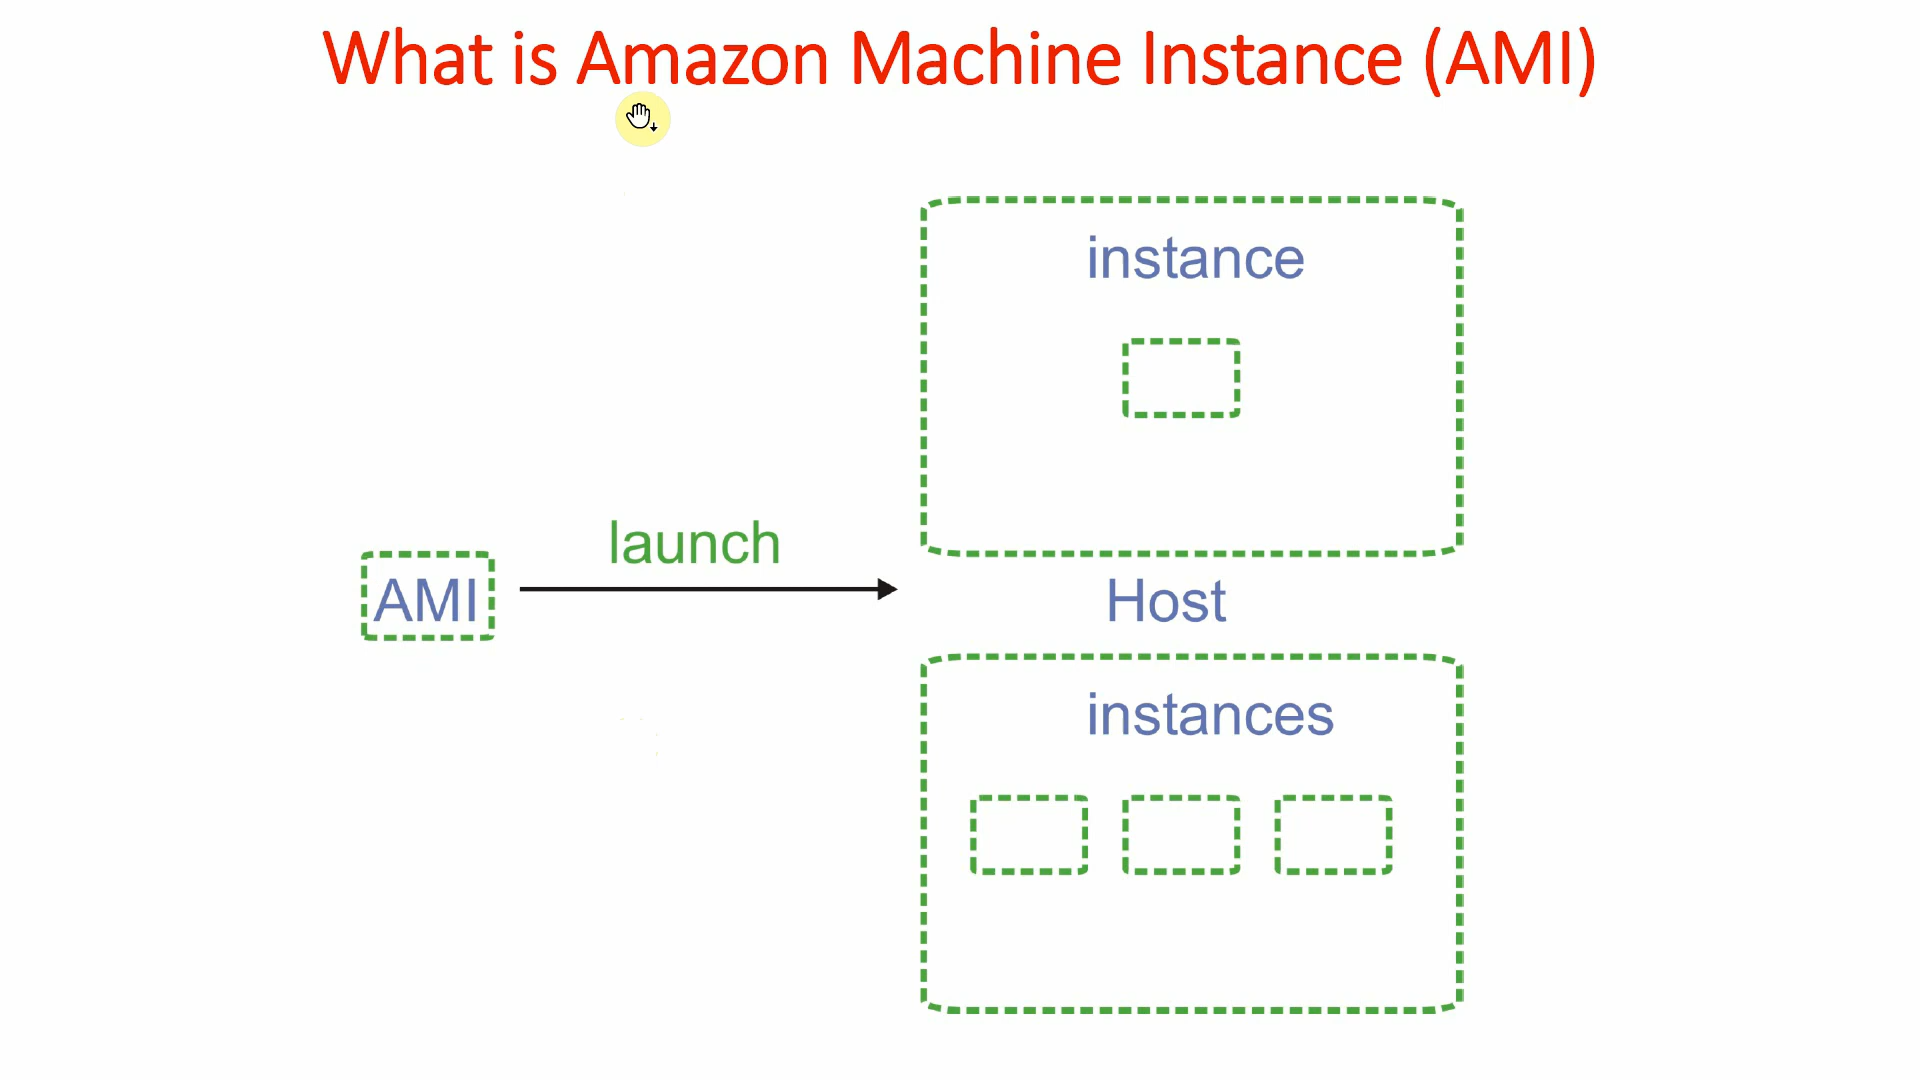 What is Amazon Machine Instance (AMI)
instance
launch
AMI
Host
instances